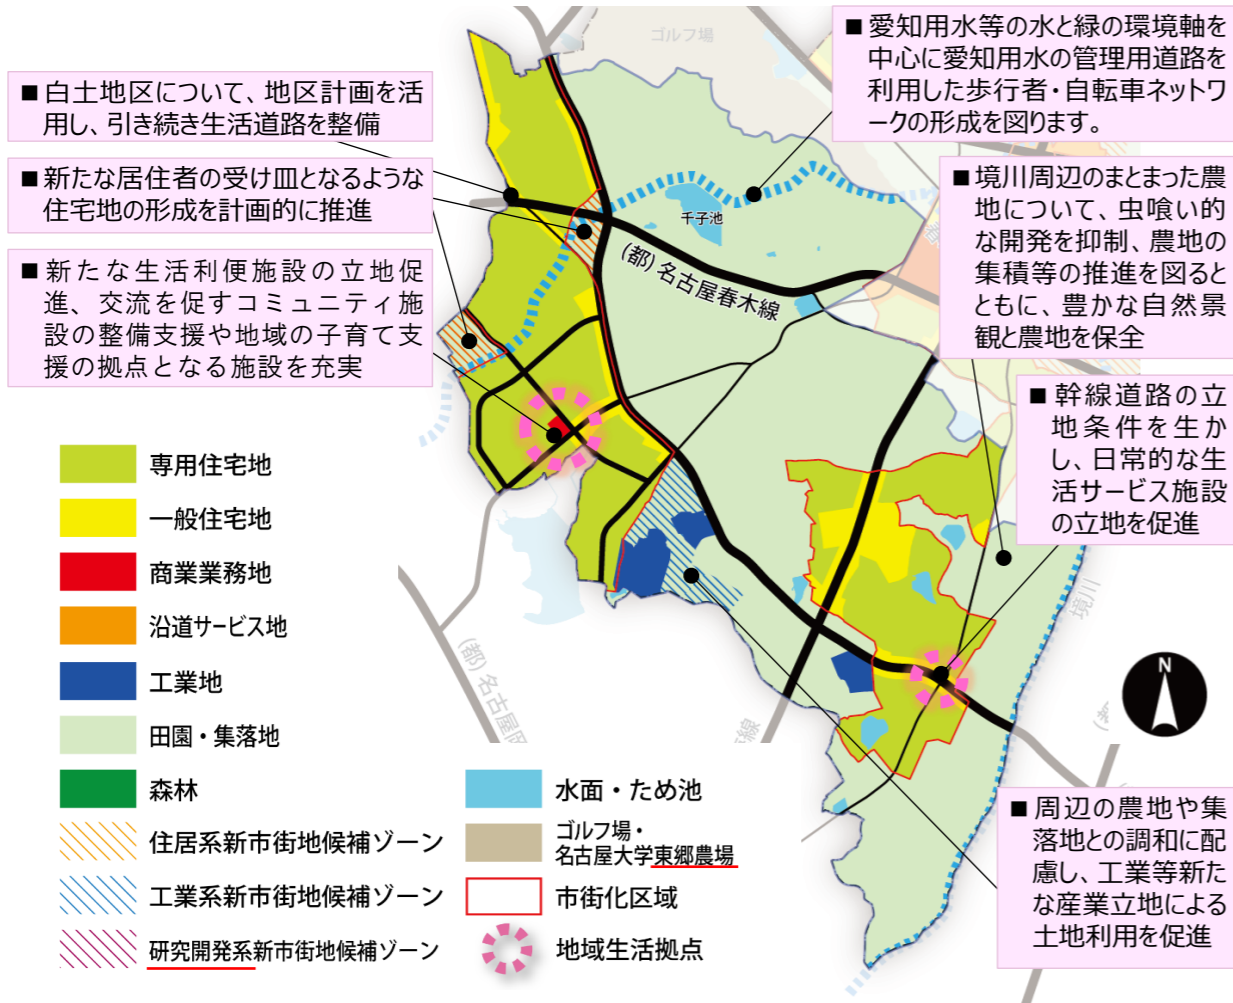 ゴルフ場
■ 愛知用水等の水と緑の環境軸を
中心に愛知用水の管理用道路を
利用した歩行者・自転車ネットワ
ークの形成を図ります。
■ 白土地区について、地区計画を活
用し、引き続き生活道路を整備
■ 新たな居住者の受け皿となるような
住宅地の形成を計画的に推進
■ 新たな生活利便施設の立地促
進、交流を促すコミュニティ施
設の整備支援や地域の子育て支
援の拠点となる施設を充実
■ 境川周辺のまとまった農
地について、虫喰い的
な開発を抑制、農地の
集積等の推進を図ると
ともに、豊かな自然景
観と農地を保全
千子池
(都) 名古屋春木線
■ 幹線道路の立
地条件を生か
し、日常的な生
活サービス施設
の立地を促進
境川
(都) 名古屋岡
線
N
専用住宅地
一般住宅地
商業業務地
沿道サービス地
工業地
田園・集落地
森林
住居系新市街地候補ゾーン
工業系新市街地候補ゾーン
研究開発系新市街地候補ゾーン
水面・ため池
ゴルフ場・
名古屋大学東郷農場
市街化区域
地域生活拠点
■ 周辺の農地や集
落地との調和に配
慮し、工業等新た
な産業立地による
土地利用を促進